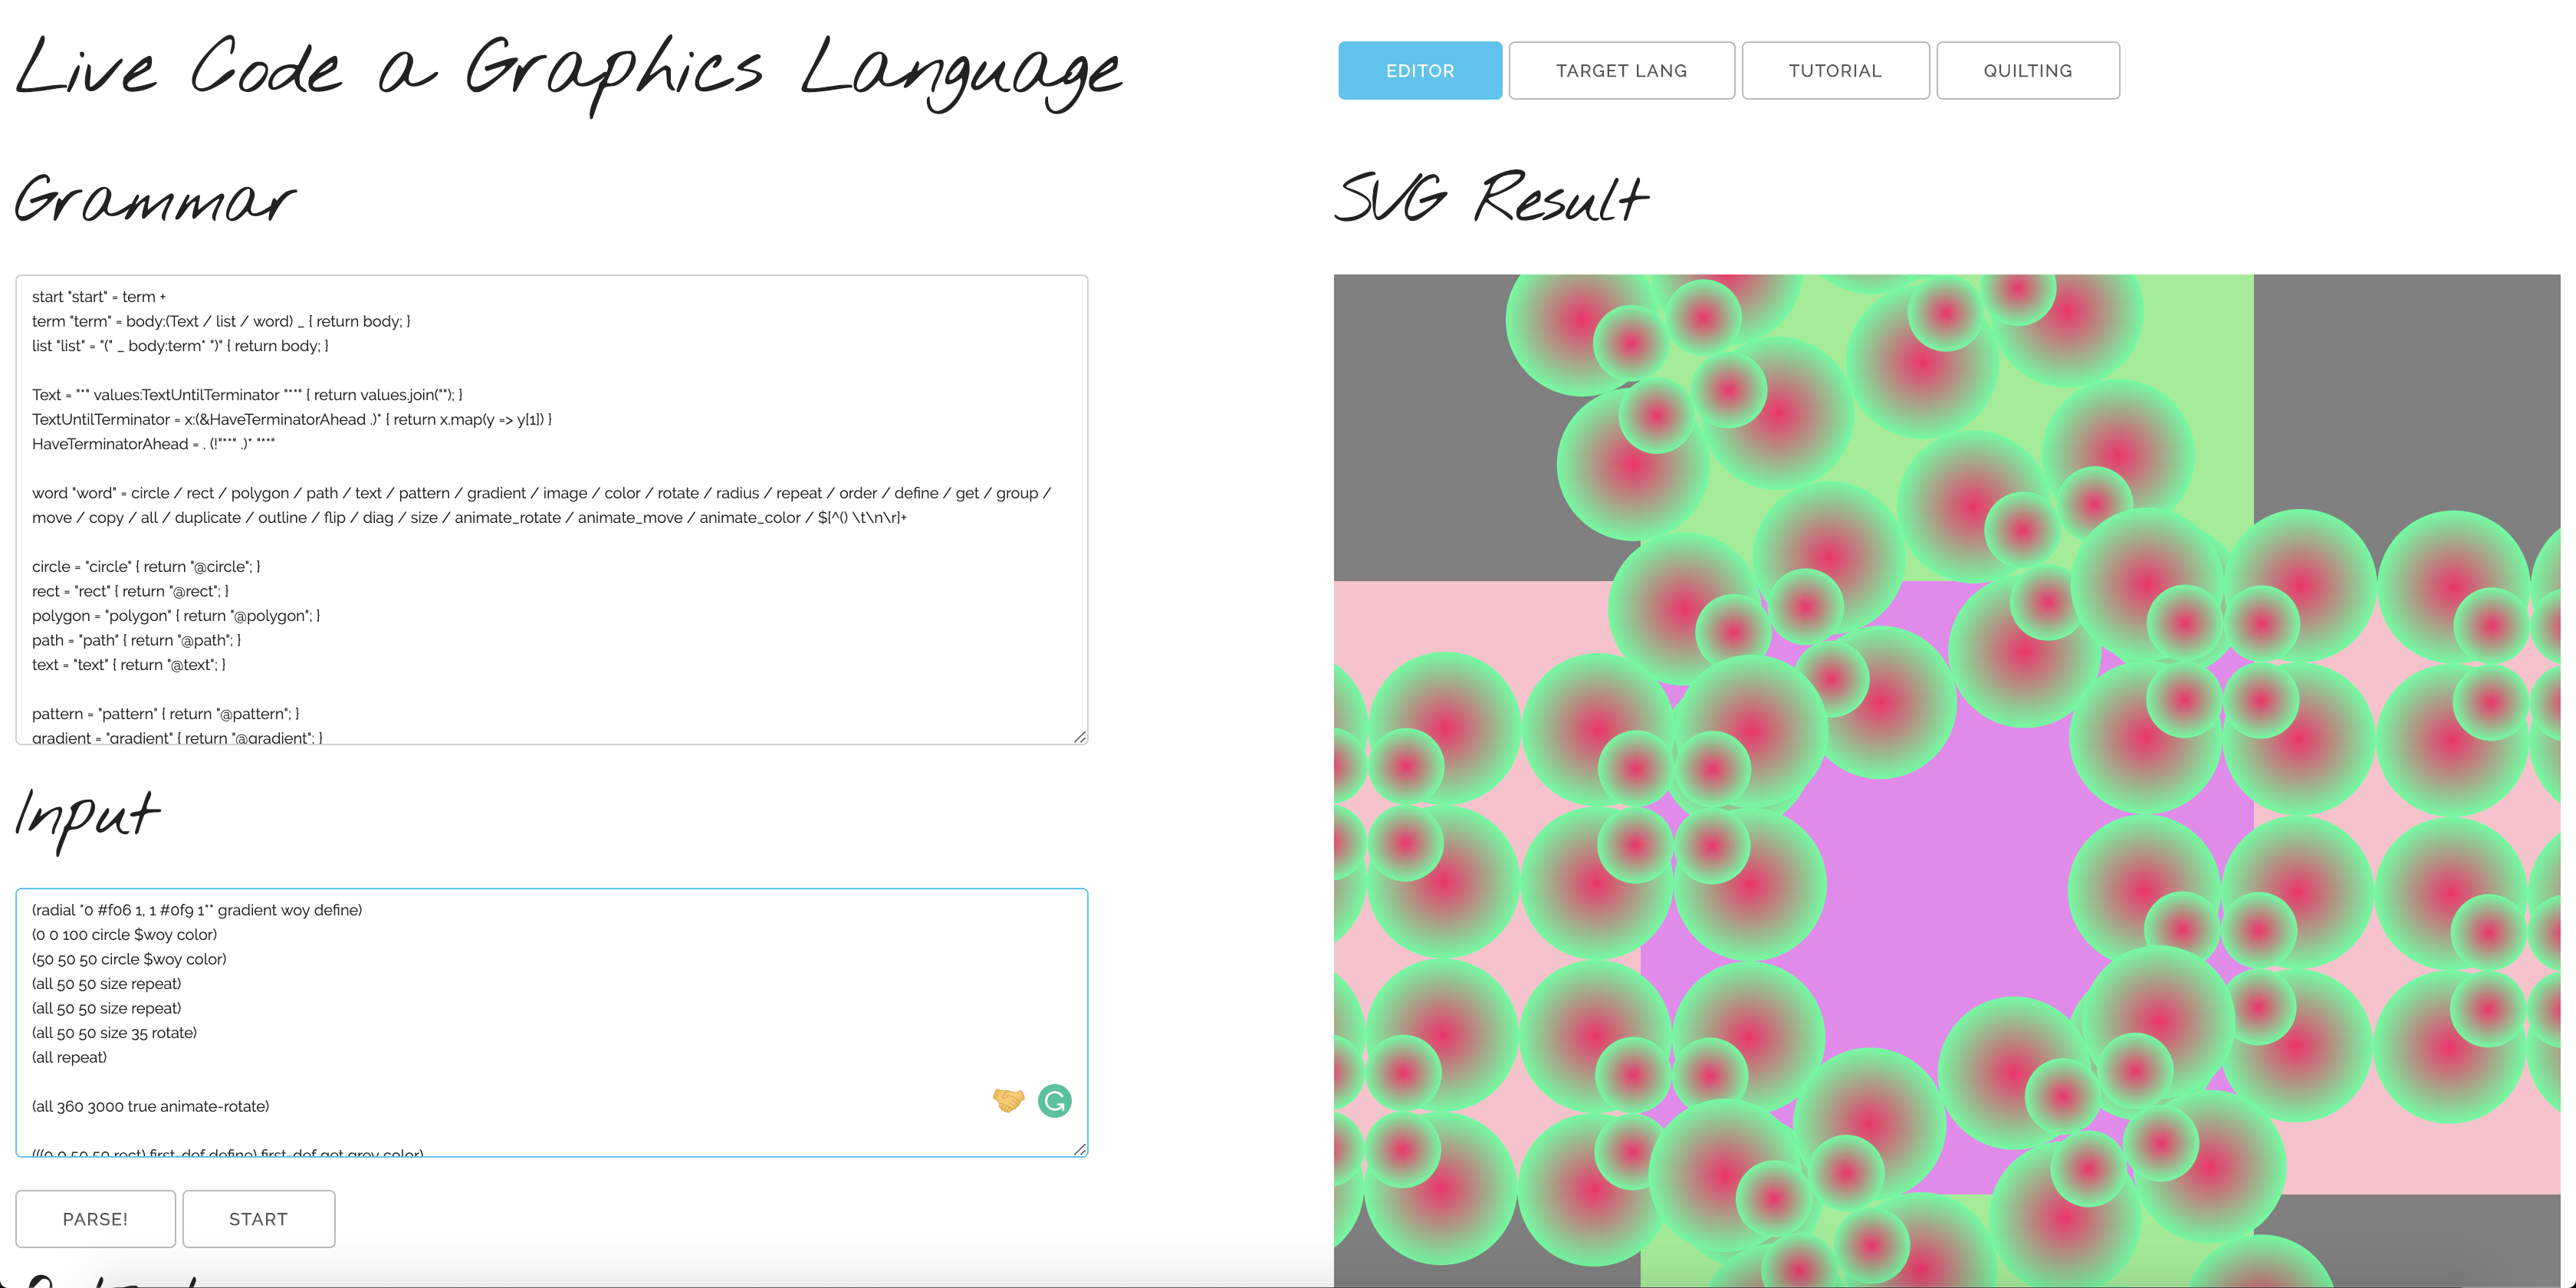 Live Code a Graphics Language
EDITOR
TARGET LANG
TUTORIAL
QUILTING
Grammar
start "start" = term +
term "term" = body:(Text / list / word) _ { return body; }
list "list" = "(" _ body:term* ")" { return body; }
Text = "*" values:TextUntilTerminator "**" { return values.join(""); }
TextUntilTerminator = x:(&HaveTerminatorAhead .)* { return x.map(y => y[1]) }
HaveTerminatorAhead = . (!"**" .)* "**"
word "word" = circle / rect / polygon / path / text / pattern / gradient / image / color / rotate / radius / repeat / order / define / get / group /
move / copy / all / duplicate / outline / flip / diag / size / animate_rotate / animate_move / animate_color / $[^() \t\n\r]+
circle = "circle" { return "@circle"; }
rect = "rect" { return "@rect"; }
polygon = "polygon" { return "@polygon"; }
path = "path" { return "@path"; }
text = "text" { return "@text"; }
pattern = "pattern" { return "@pattern"; }
gradient = "gradient" { return "@gradient"; }
Input
(radial *0 #f06 1, 1 #0f9 1** gradient woy define)
(0 0 100 circle $woy color)
(50 50 50 circle $woy color)
(all 50 50 size repeat)
(all 50 50 size repeat)
(all 50 50 size 35 rotate)
(all repeat)
(all 360 3000 true animate-rotate)
(((0 0 50 50 rect) first-def define) first-def get grey color)
PARSE!
START
SVG Result